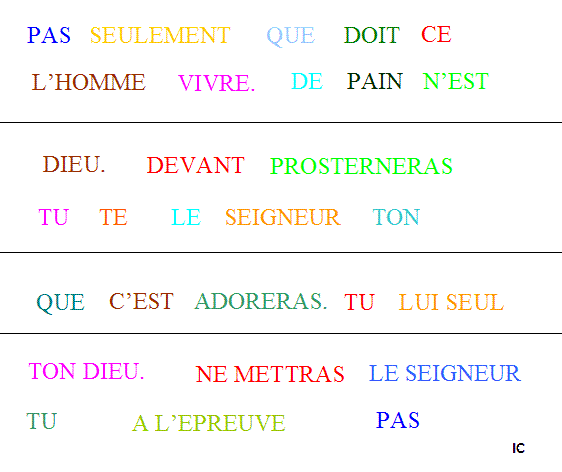 PAS SEULEMENT QUE DOIT CE
L’HOMME VIVRE. DE PAIN N’EST
DIEU. DEVANT PROSTERNERAS
TU TE LE SEIGNEUR TON
QUE C’EST ADORERAS. TU LUI SEUL
TON DIEU. NE METTRAS LE SEIGNEUR
TU A L’EPREUVE PAS
IC